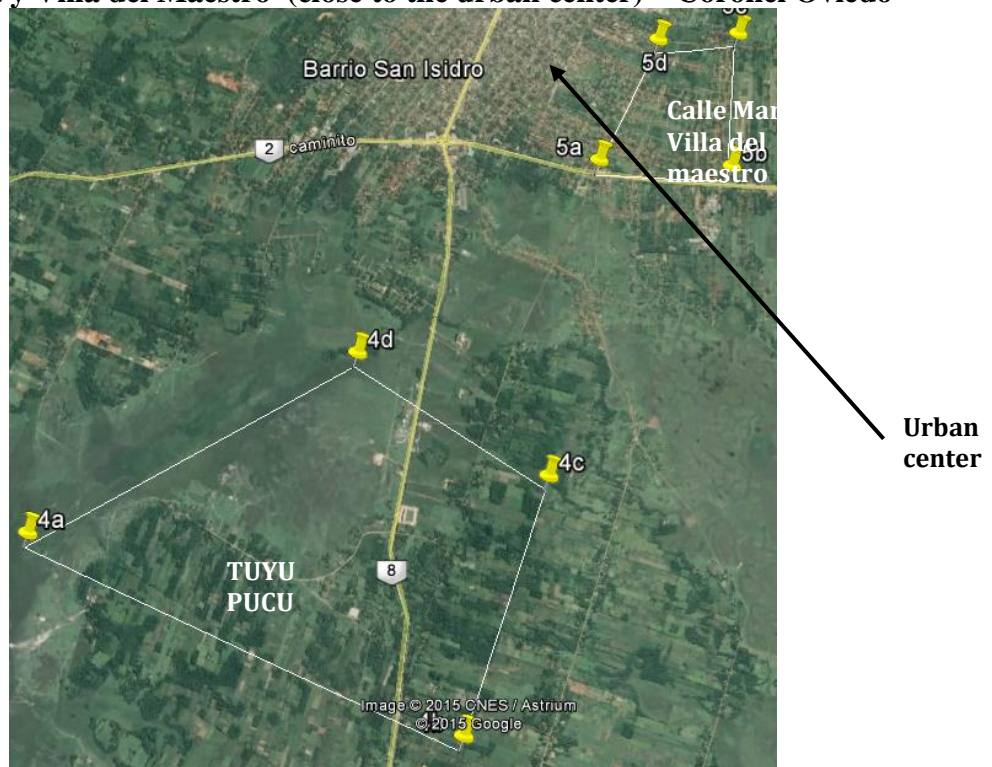 y Villa del Maestro (close to the urban center) – Coronel Oviedo
5d
Barrio San Isidro
Calle Mar
Villa del
maestro
5a
5b
2
caminito
4d
4c
4a
TUYU
PUCU
8
Urban
center
Image © 2015 CNES / Astrium
© 2015 Google